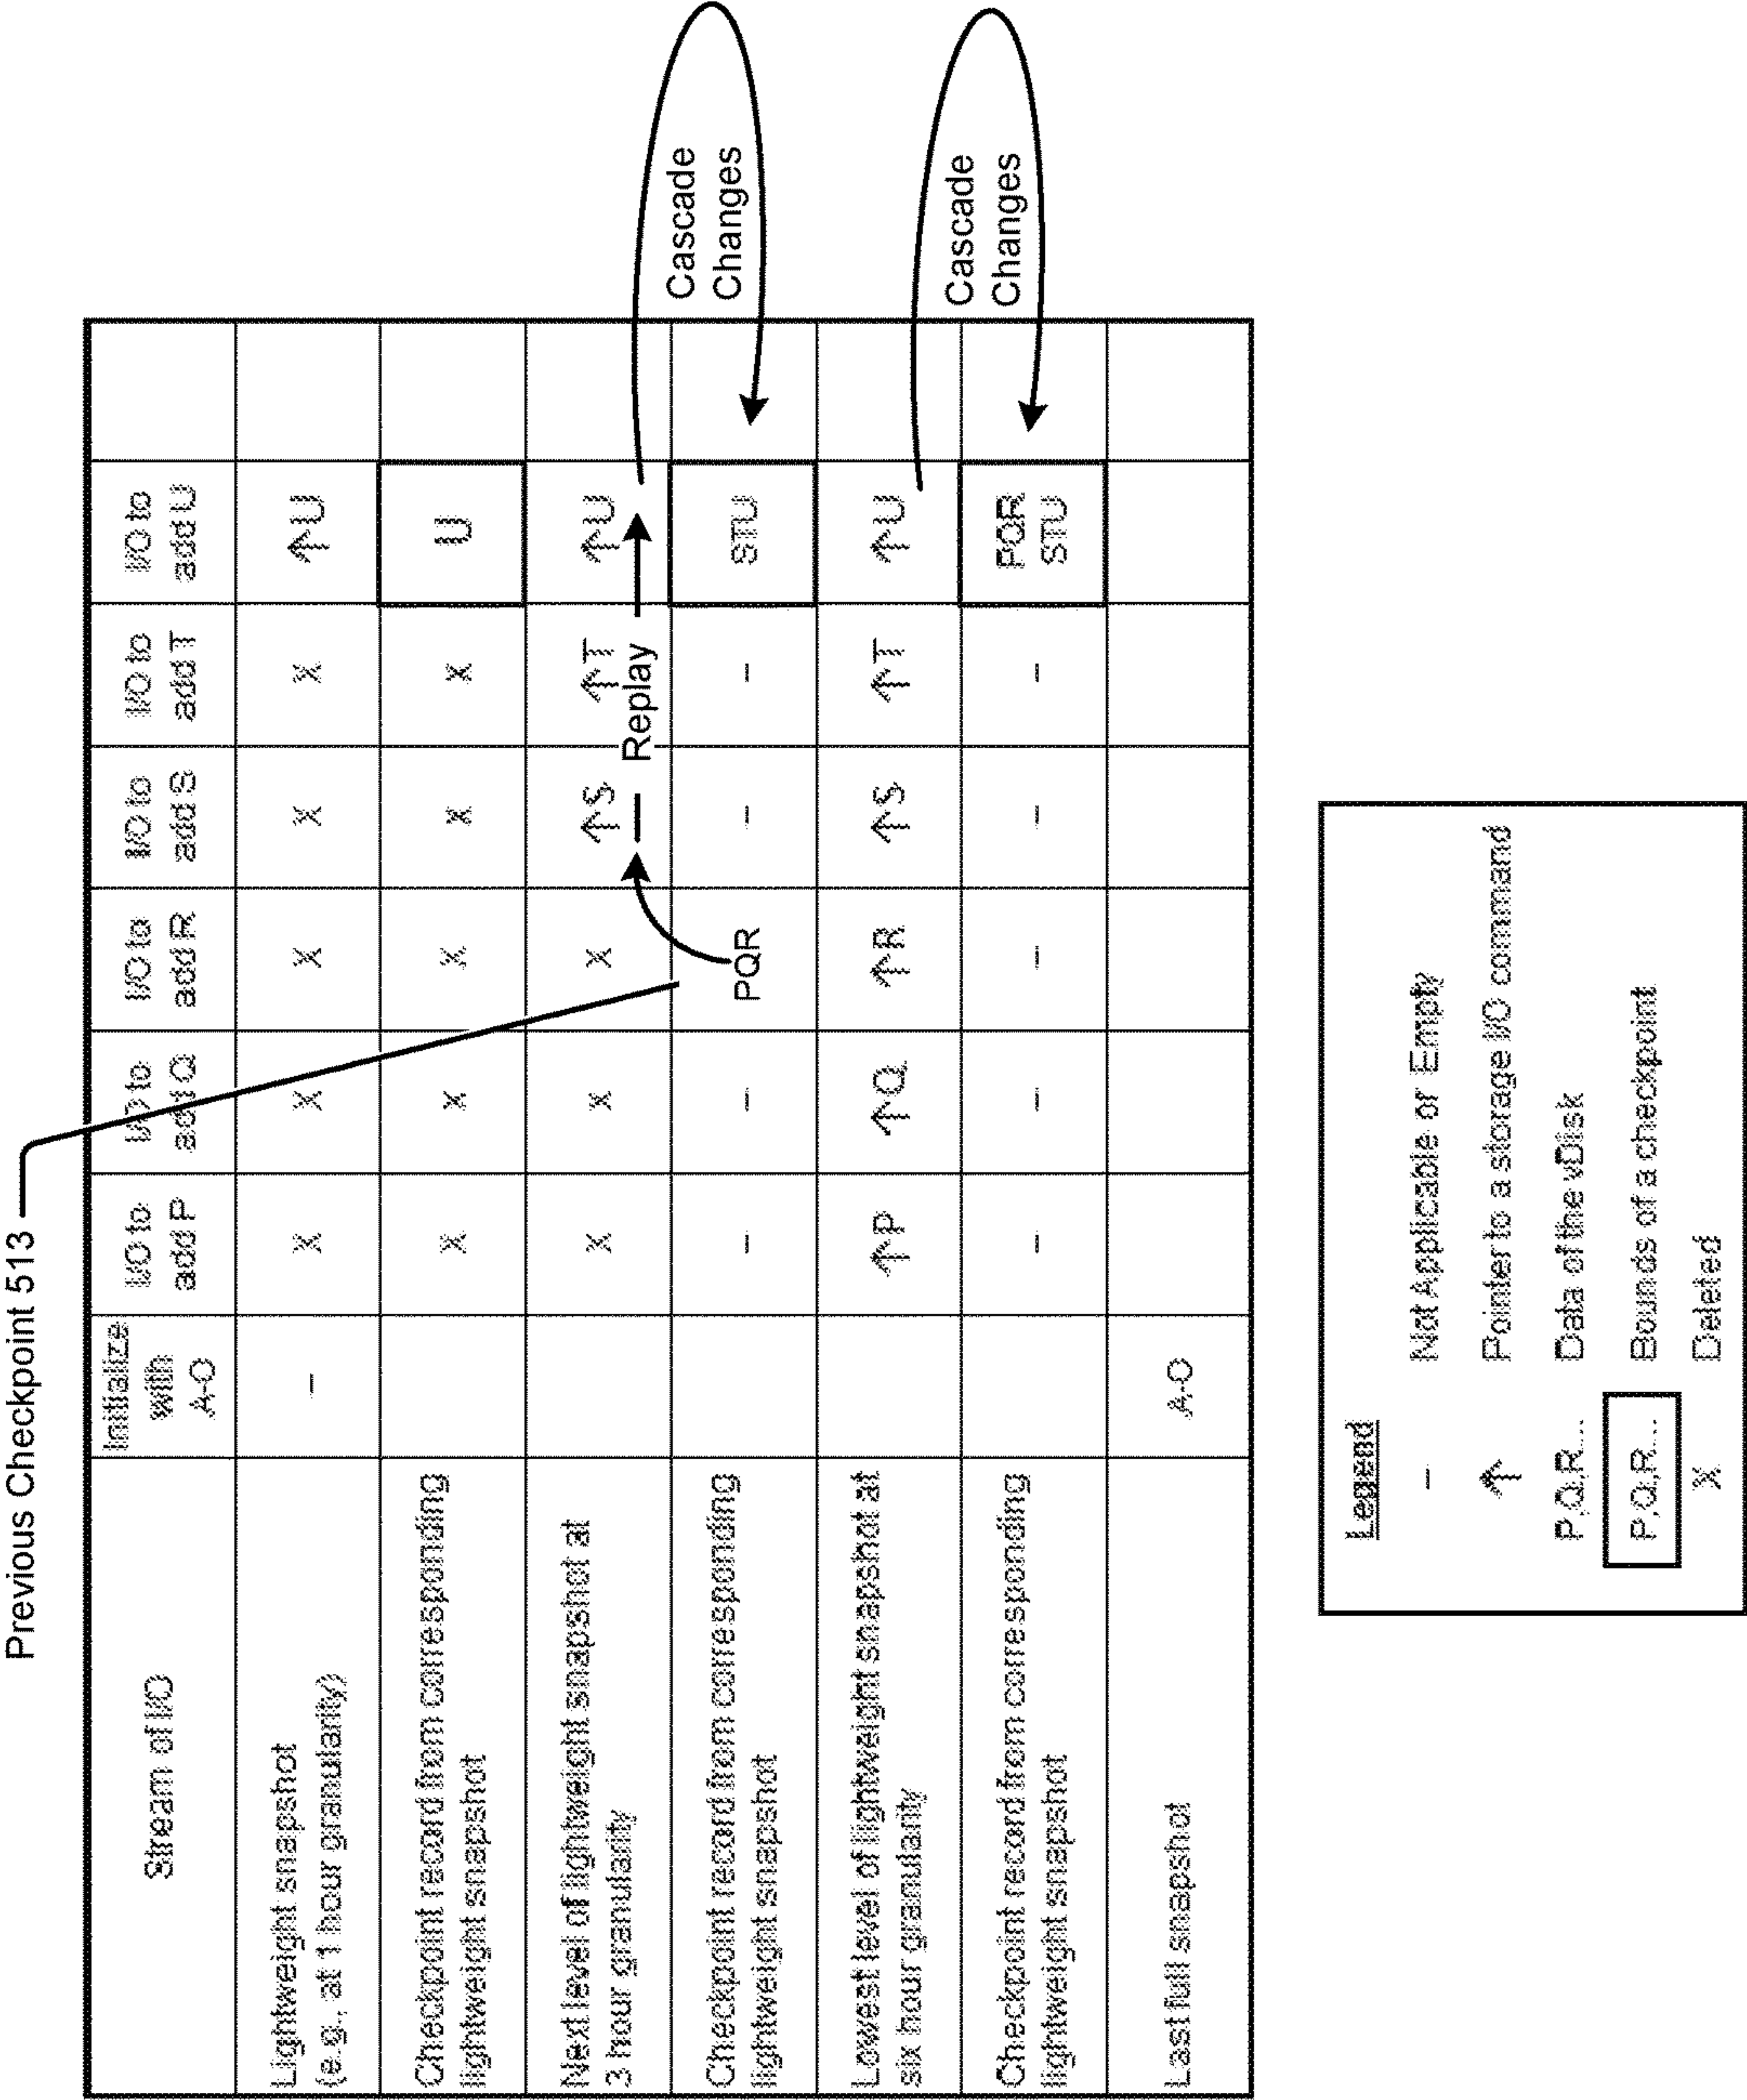 Previous Checkpoint 513
Stream of I/O
Initialize
with
A-O
I/O to
add P
I/O to
add Q
I/O to
add R
I/O to
add S
I/O to
add T
I/O to
add U
Lightweight snapshot
(e.g., at 1 hour granularity)
– X X X X X ↑U
Checkpoint record from corresponding
lightweight snapshot
X X X X X U
Next level of lightweight snapshot at
3 hour granularity
X X X ↑S ↑T ↑U
Replay
Cascade
Changes
Checkpoint record from corresponding
lightweight snapshot
– – PQR – – STU
Lowest level of lightweight snapshot at
six hour granularity
↑P ↑Q ↑R ↑S ↑T ↑U
Cascade
Changes
Checkpoint record from corresponding
lightweight snapshot
– – – – – PQR
STU
Last full snapshot
A-O
Legend
– Not Applicable or Empty
↑ Pointer to a storage I/O command
P,Q,R... Data of the vDisk
P,Q,R... Bounds of a checkpoint
X Deleted